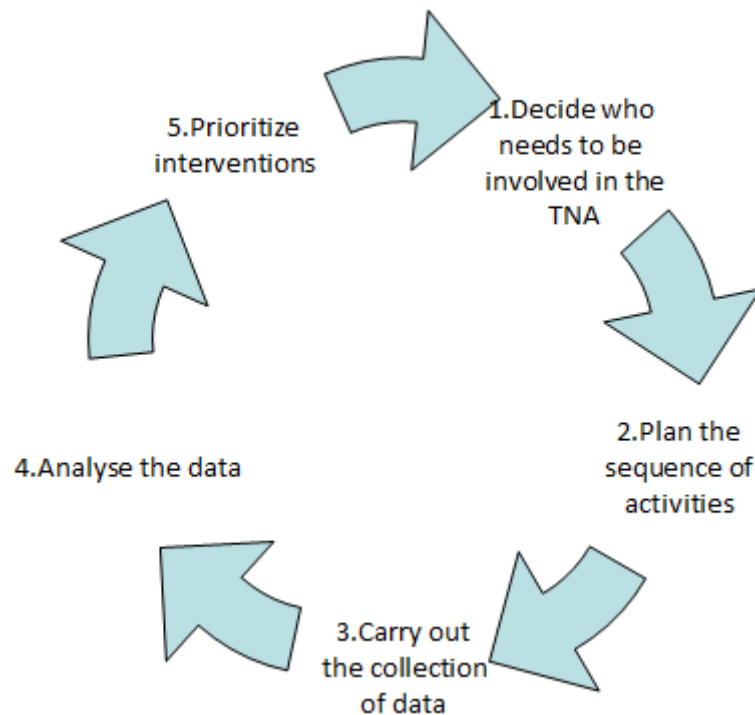 1.Decide who
needs to be
involved in the
TNA
2.Plan the
sequence of
activities
3.Carry out
the collection
of data
4.Analyse the data
5.Prioritize
interventions